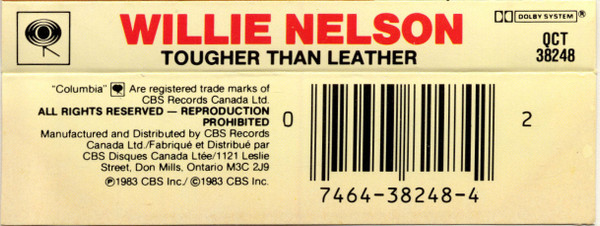 WILLIE NELSON
TOUGHER THAN LEATHER
DOLBY SYSTEM®
QCT
38248
"Columbia" Are registered trade marks of
CBS Records Canada Ltd.
ALL RIGHTS RESERVED — REPRODUCTION
PROHIBITED
Manufactured and Distributed by CBS Records
Canada Ltd./Fabriqué et Distribué par
CBS Disques Canada Ltée/1121 Leslie
Street, Don Mills, Ontario M3C 2J9
℗1983 CBS Inc./©1983 CBS Inc.
0 2
7464-38248-4